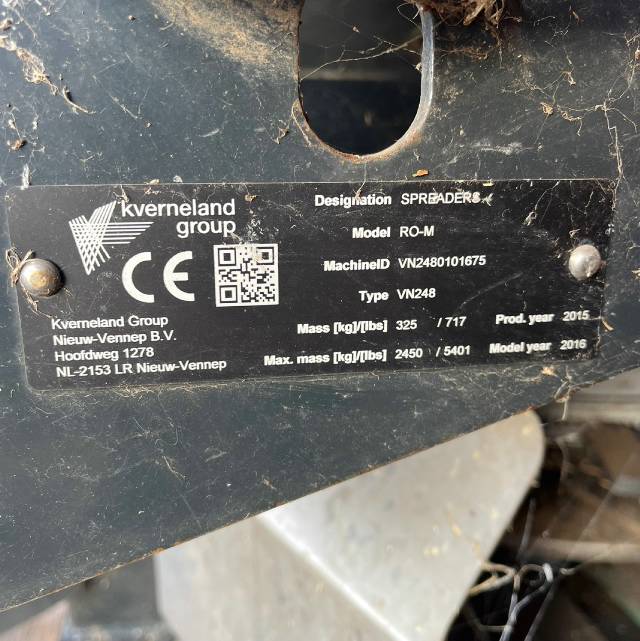 kverneland
group
CE
Kverneland Group
Nieuw-Vennep B.V.
Hoofdweg 1278
NL-2153 LR Nieuw-Vennep
Designation SPREADERS
Model RO-M
MachineID VN2480101675
Type VN248
Mass [kg]/[lbs] 325 / 717 Prod. year 2015
Max. mass [kg]/[lbs] 2450 / 5401 Model year 2016